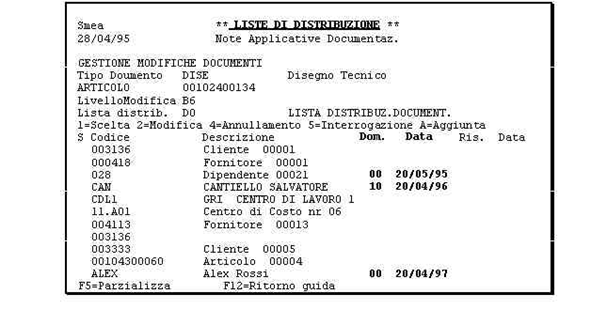 Smea ** LISTE DI DISTRIBUZIONE **
28/04/95 Note Applicative Documentaz.
GESTIONE MODIFICHE DOCUMENTI
Tipo Doumento DISE Disegno Tecnico
ARTICOLO 00102400134
LivelloModifica B6
Lista distrib. D0 LISTA DISTRIBUZ.DOCUMENT.
1=Scelta 2=Modifica 4=Annullamento 5=Interrogazione A=Aggiunta
S Codice Descrizione Dom. Data Ris. Data
003136 Cliente 00001
000418 Fornitore 00001
028 Dipendente 00021 00 20/05/95
CAN CANTIELLO SALVATORE 10 20/04/96
CDL1 GRI CENTRO DI LAVORO 1
11.A01 Centro di Costo nr 06
004113 Fornitore 00013
003136
003333 Cliente 00005
00104300060 Articolo 00004
ALEX Alex Rossi 00 20/04/97
F5=Parzializza F12=Ritorno guida